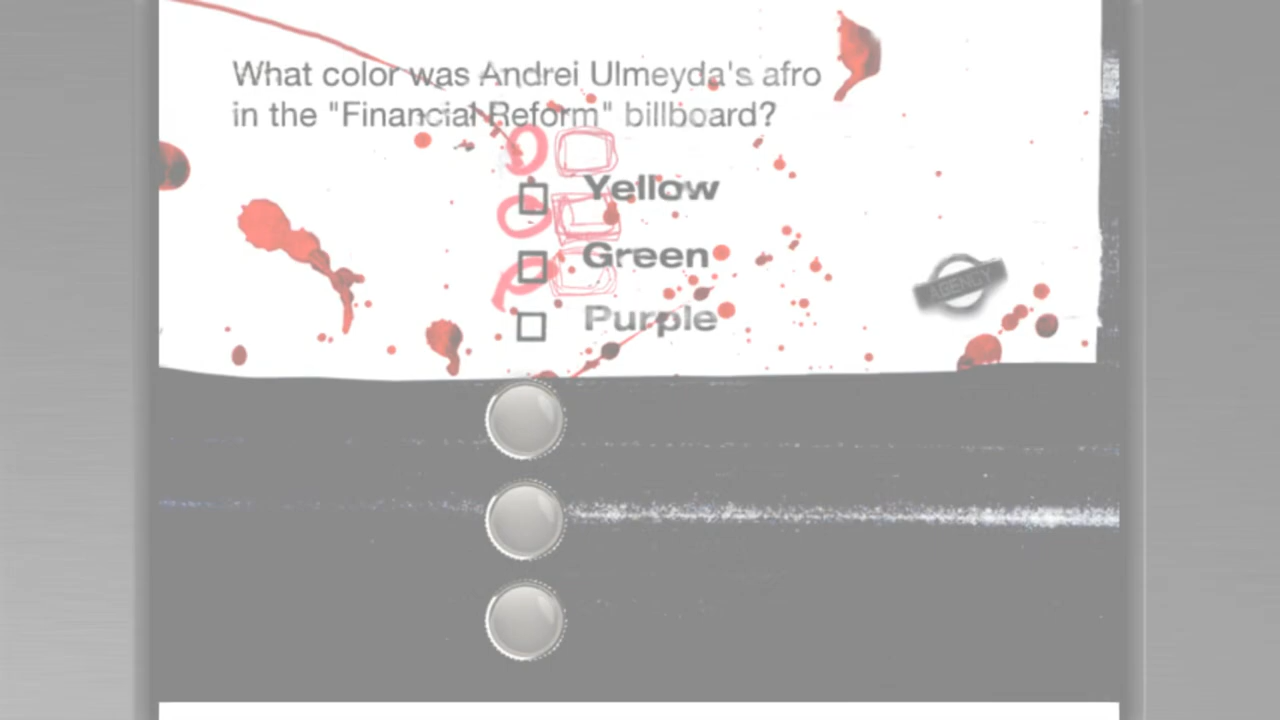 What color was Andrei Ulmeyda's afro
in the "Financial Reform" billboard?
Yellow
Green
Purple
AGENCY